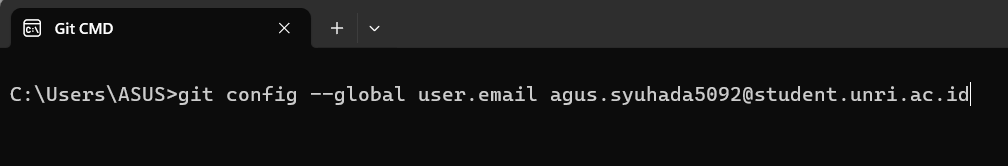 Git CMD
C:\Users\ASUS>git config --global user.email agus.syuhada5092@student.unri.ac.id